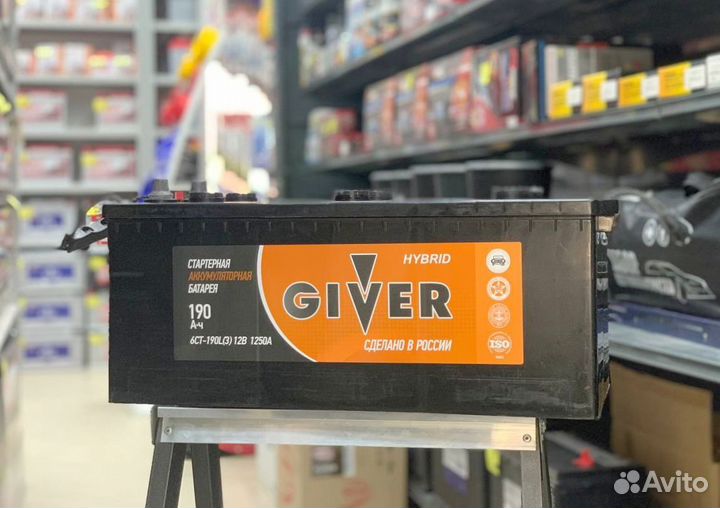 СТАРТЕРНАЯ
АККУМУЛЯТОРНАЯ
БАТАРЕЯ
190
А·ч
6СТ-190L(3) 12В 1250А
HYBRID
GIVER
СДЕЛАНО В РОССИИ
ISO
Avito